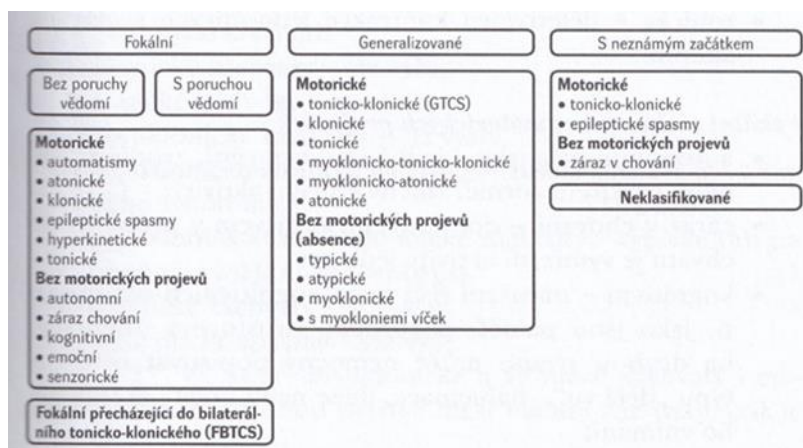 Fokální
Bez poruchy
vědomí
S poruchou
vědomí
Motorické
• automatismy
• atonické
• klonické
• epileptické spasmy
• hyperkinetické
• tonické
Bez motorických projevů
• autonomní
• záraz chování
• kognitivní
• emoční
• senzorické
Fokální přecházející do bilaterál-
ního tonicko-klonického (FBTCS)
Generalizované
Motorické
• tonicko-klonické (GTCS)
• klonické
• tonické
• myoklonicko-tonicko-klonické
• myoklonicko-atonické
• atonické
Bez motorických projevů
(absence)
• typické
• atypické
• myoklonické
• s mykloniemi víček
S neznámým začátkem
Motorické
• tonicko-klonické
• epileptické spasmy
Bez motorických projevů
• záraz v chování
Neklasifikované